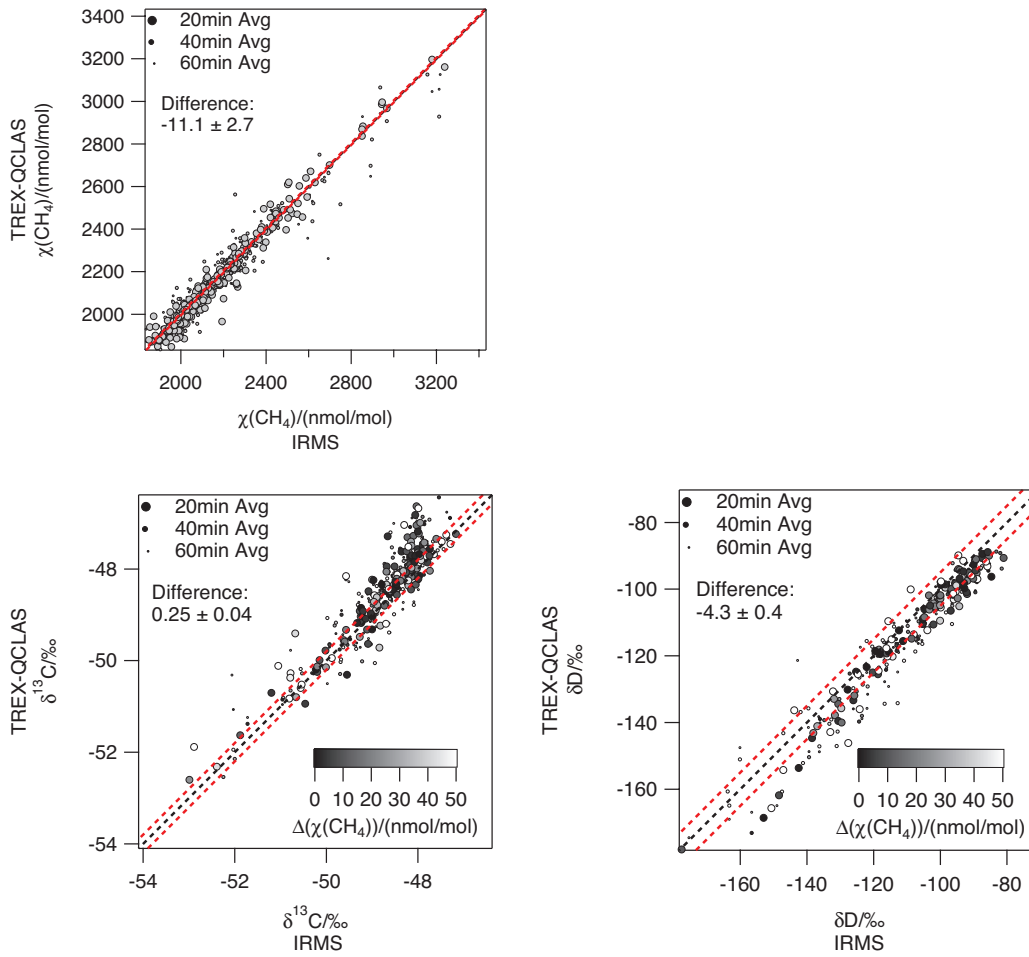 20min Avg
40min Avg
60min Avg
Difference:
-11.1 ± 2.7
3400
3200
3000
2800
2600
2400
2200
2000
TREX-QCLAS
χ(CH₄)/(nmol/mol)
2000
2400
2800
3200
χ(CH₄)/(nmol/mol)
IRMS
20min Avg
40min Avg
60min Avg
Difference:
0.25 ± 0.04
-48
-50
-52
-54
TREX-QCLAS
δ¹³C/‰
0 10 20 30 40 50
Δ(χ(CH₄))/(nmol/mol)
-54
-52
-50
-48
δ¹³C/‰
IRMS
20min Avg
40min Avg
60min Avg
Difference:
-4.3 ± 0.4
-80
-100
-120
-140
-160
TREX-QCLAS
δD/‰
0 10 20 30 40 50
Δ(χ(CH₄))/(nmol/mol)
-160
-140
-120
-100
-80
δD/‰
IRMS